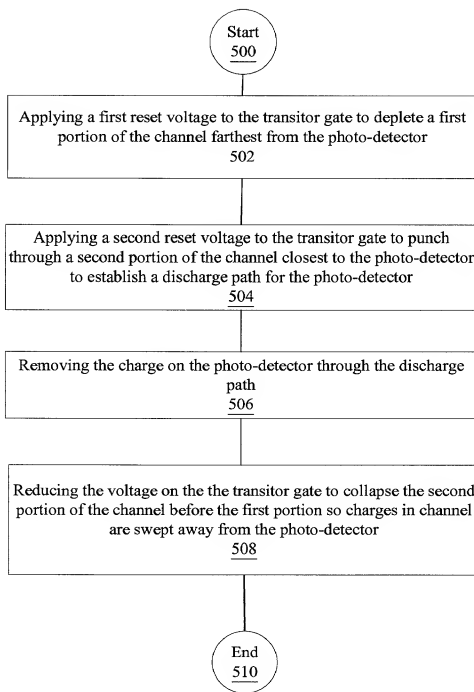 Start
500
Applying a first reset voltage to the transitor gate to deplete a first
portion of the channel farthest from the photo-detector
502
Applying a second reset voltage to the transitor gate to punch
through a second portion of the channel closest to the photo-detector
to establish a discharge path for the photo-detector
504
Removing the charge on the photo-detector through the discharge
path
506
Reducing the voltage on the the transitor gate to collapse the second
portion of the channel before the first portion so charges in channel
are swept away from the photo-detector
508
End
510